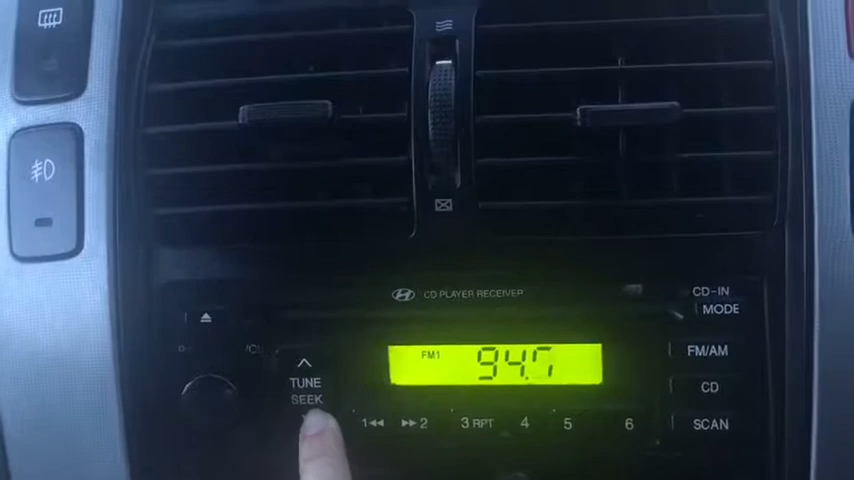 CD PLAYER RECEIVER
CD-IN
MODE
FM1 94.7
FM/AM
TUNE
SEEK
CD
1 2 3 RPT 4 5 6
SCAN